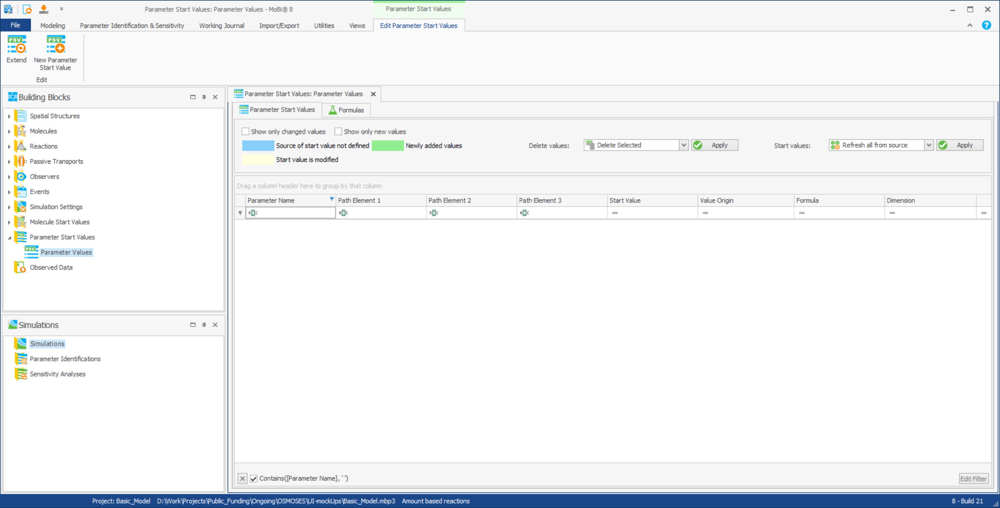 Parameter Start Values: Parameter Values - MoBi® 8
Parameter Start Values
File Modeling Parameter Identification & Sensitivity Working Journal Import/Export Utilities Views Edit Parameter Start Values
?
PSV PSV
Extend New Parameter
Start Value
Edit
Building Blocks
Spatial Structures
Molecules
Reactions
Passive Transports
Observers
Events
Simulation Settings
Molecule Start Values
Parameter Start Values
PSV Parameter Values
Observed Data
Simulations
Simulations
Parameter Identifications
Sensitivity Analyses
Parameter Start Values: Parameter Values
Parameter Start Values Formulas
Show only changed values Show only new values
Source of start value not defined Newly added values Delete values: Delete Selected Apply Start values: Refresh all from source Apply
Start value is modified
Drag a column header here to group by that column
Parameter Name Path Element 1 Path Element 2 Path Element 3 Start Value Value Origin Formula Dimension
ABC ABC ABC ABC = = = = =
Contains([Parameter Name], ' ') Edit Filter
Project: Basic_Model D:\Work\Projects\Public_Funding\Ongoing\OSMOSES\UI-mockUps\Basic_Model.mbp3 Amount based reactions 8 - Build 21